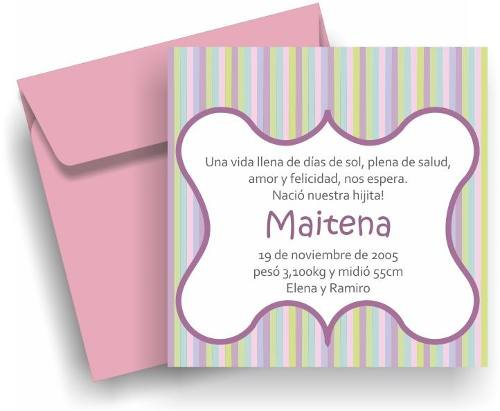 Una vida llena de días de sol, plena de salud,
amor y felicidad, nos espera.
Nació nuestra hijita!
Maitena
19 de noviembre de 2005
pesó 3,100kg y midió 55cm
Elena y Ramiro